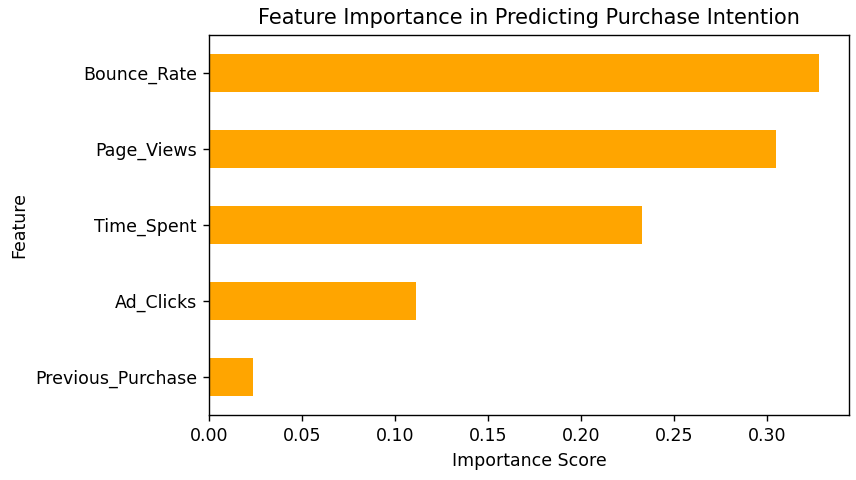 Feature Importance in Predicting Purchase Intention
Feature
Bounce_Rate
Page_Views
Time_Spent
Ad_Clicks
Previous_Purchase
0.00 0.05 0.10 0.15 0.20 0.25 0.30
Importance Score